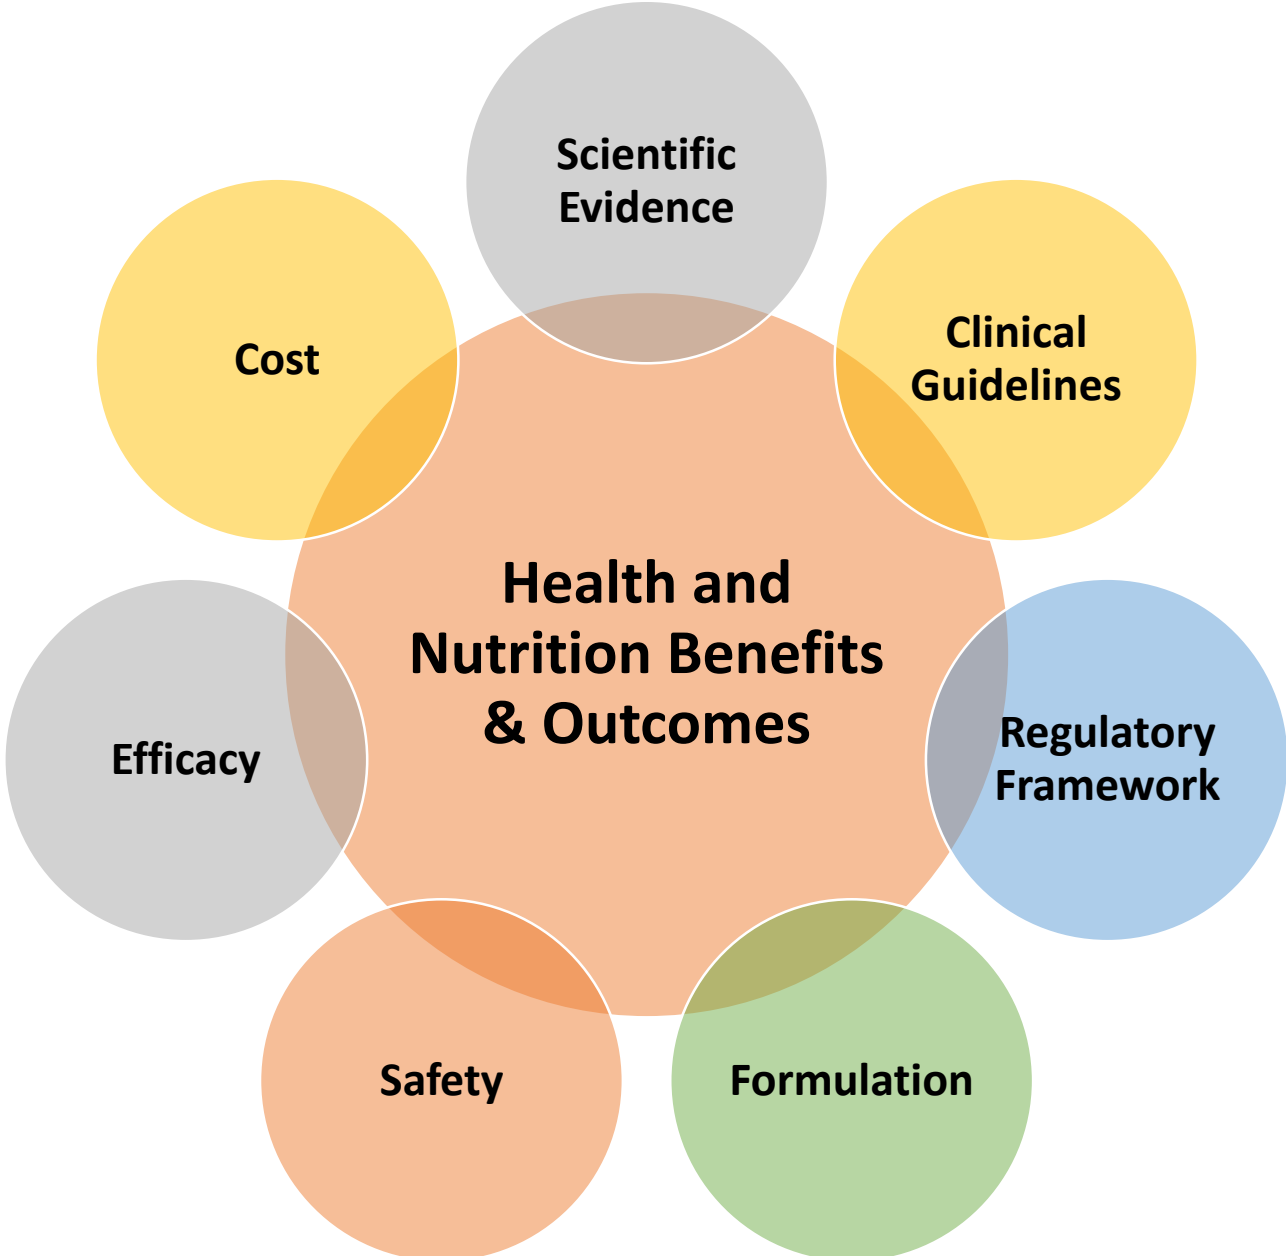 Scientific
Evidence
Clinical
Guidelines
Cost
Health and
Nutrition Benefits
& Outcomes
Regulatory
Framework
Efficacy
Safety
Formulation